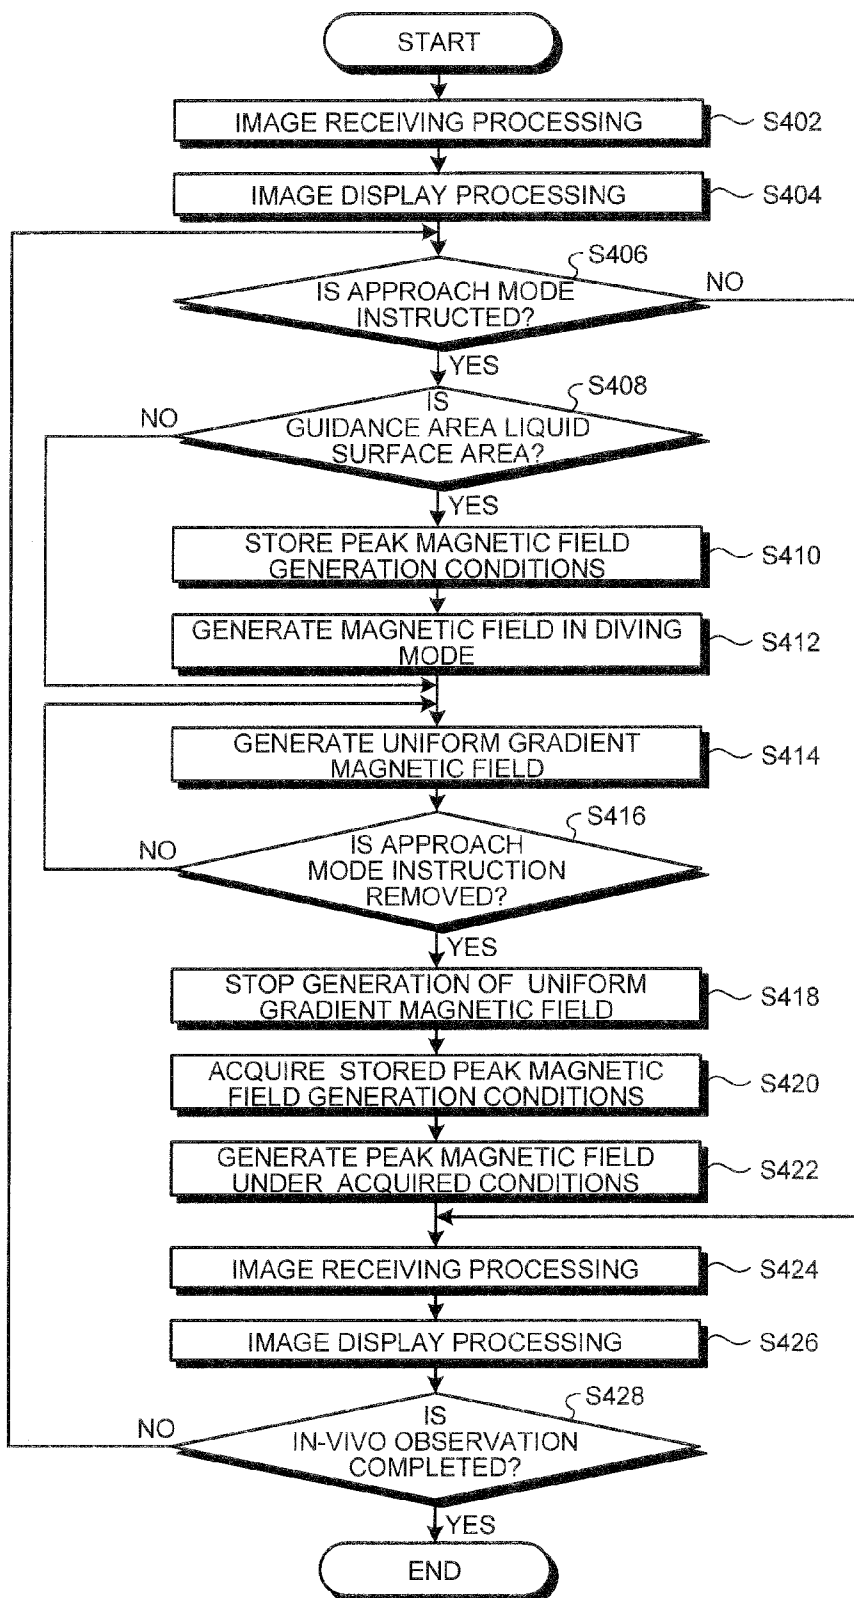 START
IMAGE RECEIVING PROCESSING
S402
IMAGE DISPLAY PROCESSING
S404
S406
IS APPROACH MODE
INSTRUCTED?
NO
YES
S408
IS
GUIDANCE AREA LIQUID
SURFACE AREA?
NO
YES
STORE PEAK MAGNETIC FIELD
GENERATION CONDITIONS
S410
GENERATE MAGNETIC FIELD IN DIVING
MODE
S412
GENERATE UNIFORM GRADIENT
MAGNETIC FIELD
S414
S416
IS APPROACH
MODE INSTRUCTION
REMOVED?
NO
YES
STOP GENERATION OF UNIFORM
GRADIENT MAGNETIC FIELD
S418
ACQUIRE STORED PEAK MAGNETIC
FIELD GENERATION CONDITIONS
S420
GENERATE PEAK MAGNETIC FIELD
UNDER ACQUIRED CONDITIONS
S422
IMAGE RECEIVING PROCESSING
S424
IMAGE DISPLAY PROCESSING
S426
S428
IS
IN-VIVO OBSERVATION
COMPLETED?
NO
YES
END